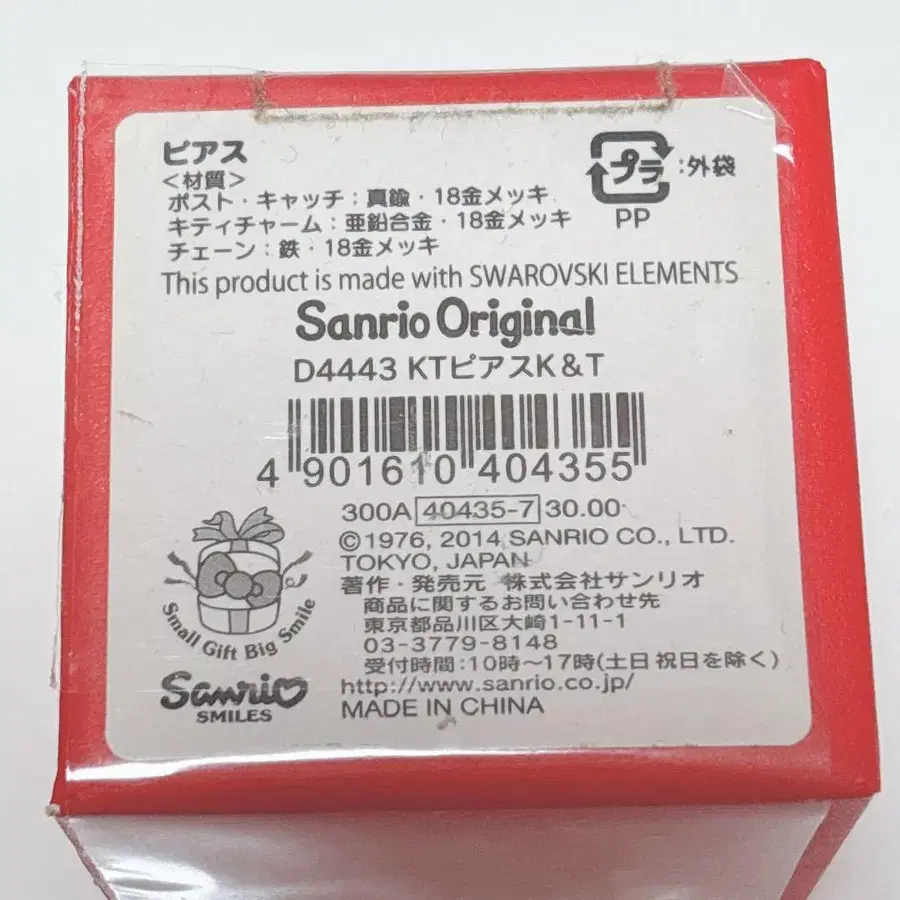 ピアス
<材質>
ポスト・キャッチ:真鍮・18金メッキ
キティチャーム:亜鉛合金・18金メッキ
チェーン:鉄・18金メッキ
プラ:外袋
PP
This product is made with SWAROVSKI ELEMENTS
Sanrio Original
D4443 KTピアスK&T
4 901610 404355
300A 40435-7 30.00
©1976, 2014 SANRIO CO., LTD.
TOKYO, JAPAN
著作・発売元 株式会社サンリオ
商品に関するお問い合わせ先
東京都品川区大崎1-11-1
03-3779-8148
受付時間:10時～17時(土日祝日を除く)
http://www.sanrio.co.jp/
MADE IN CHINA
Small Gift Big Smile
Sanrio
SMILES